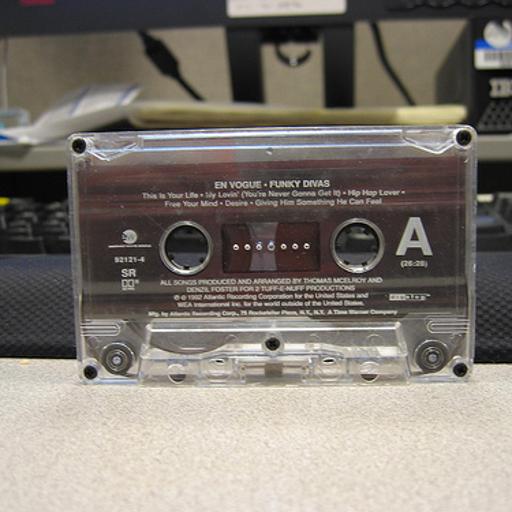 EN VOGUE • FUNKY DIVAS
This Is Your Life • My Lovin' (You're Never Gonna Get It) • Hip Hop Lover •
Free Your Mind • Desire • Giving Him Something He Can Feel
A
92121-4
(26:28)
SR
ALL SONGS PRODUCED AND ARRANGED BY THOMAS MCELROY AND
DENZIL FOSTER FOR 2 TUFF-E-NUFF PRODUCTIONS
℗ © 1992 Atlantic Recording Corporation for the United States and
WEA International Inc. for the world outside of the United States.
Mfg. by Atlantic Recording Corp., 75 Rockefeller Plaza, N.Y., N.Y. A Time Warner Company